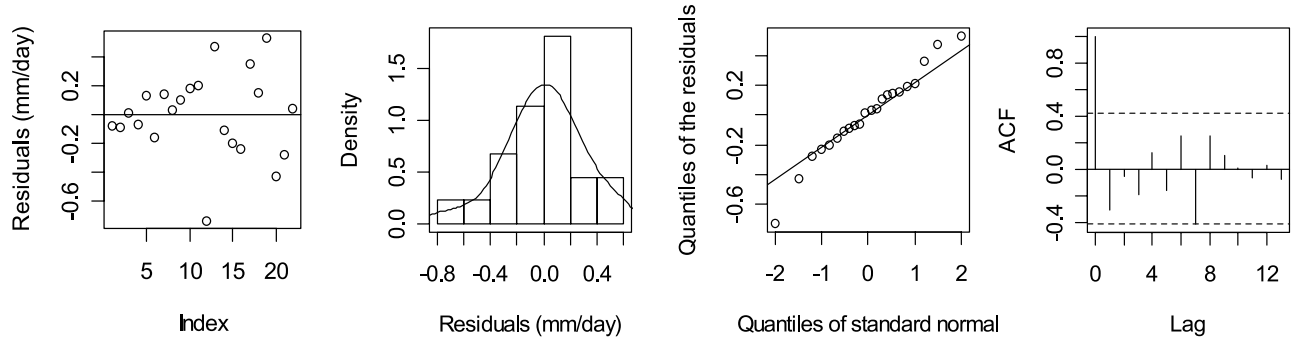 Residuals (mm/day)
0.2
-0.2
-0.6
5 10 15 20
Index
Density
1.5
1.0
0.5
0.0
-0.8 -0.4 0.0 0.4
Residuals (mm/day)
Quantiles of the residuals
0.2
-0.2
-0.6
-2 -1 0 1 2
Quantiles of standard normal
ACF
0.8
0.4
0.0
-0.4
0 4 8 12
Lag